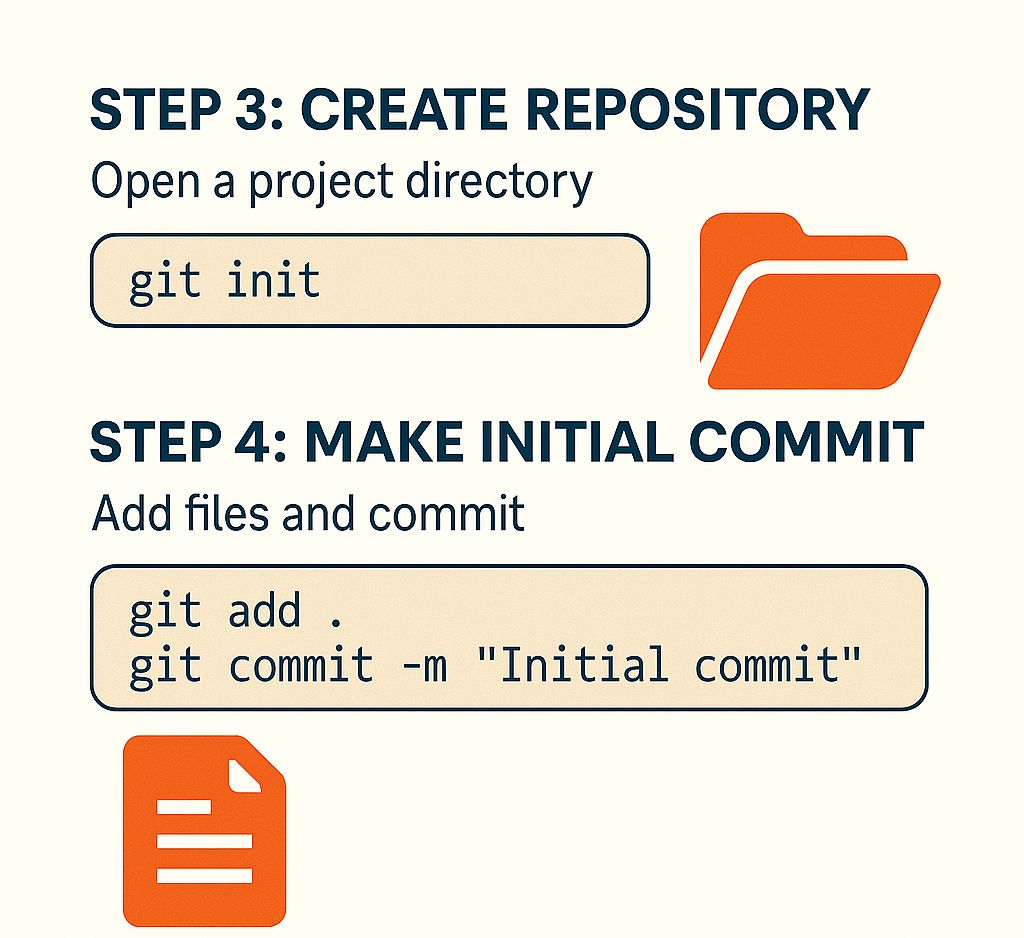 STEP 3: CREATE REPOSITORY
Open a project directory
git init
STEP 4: MAKE INITIAL COMMIT
Add files and commit
git add .
git commit -m "Initial commit"